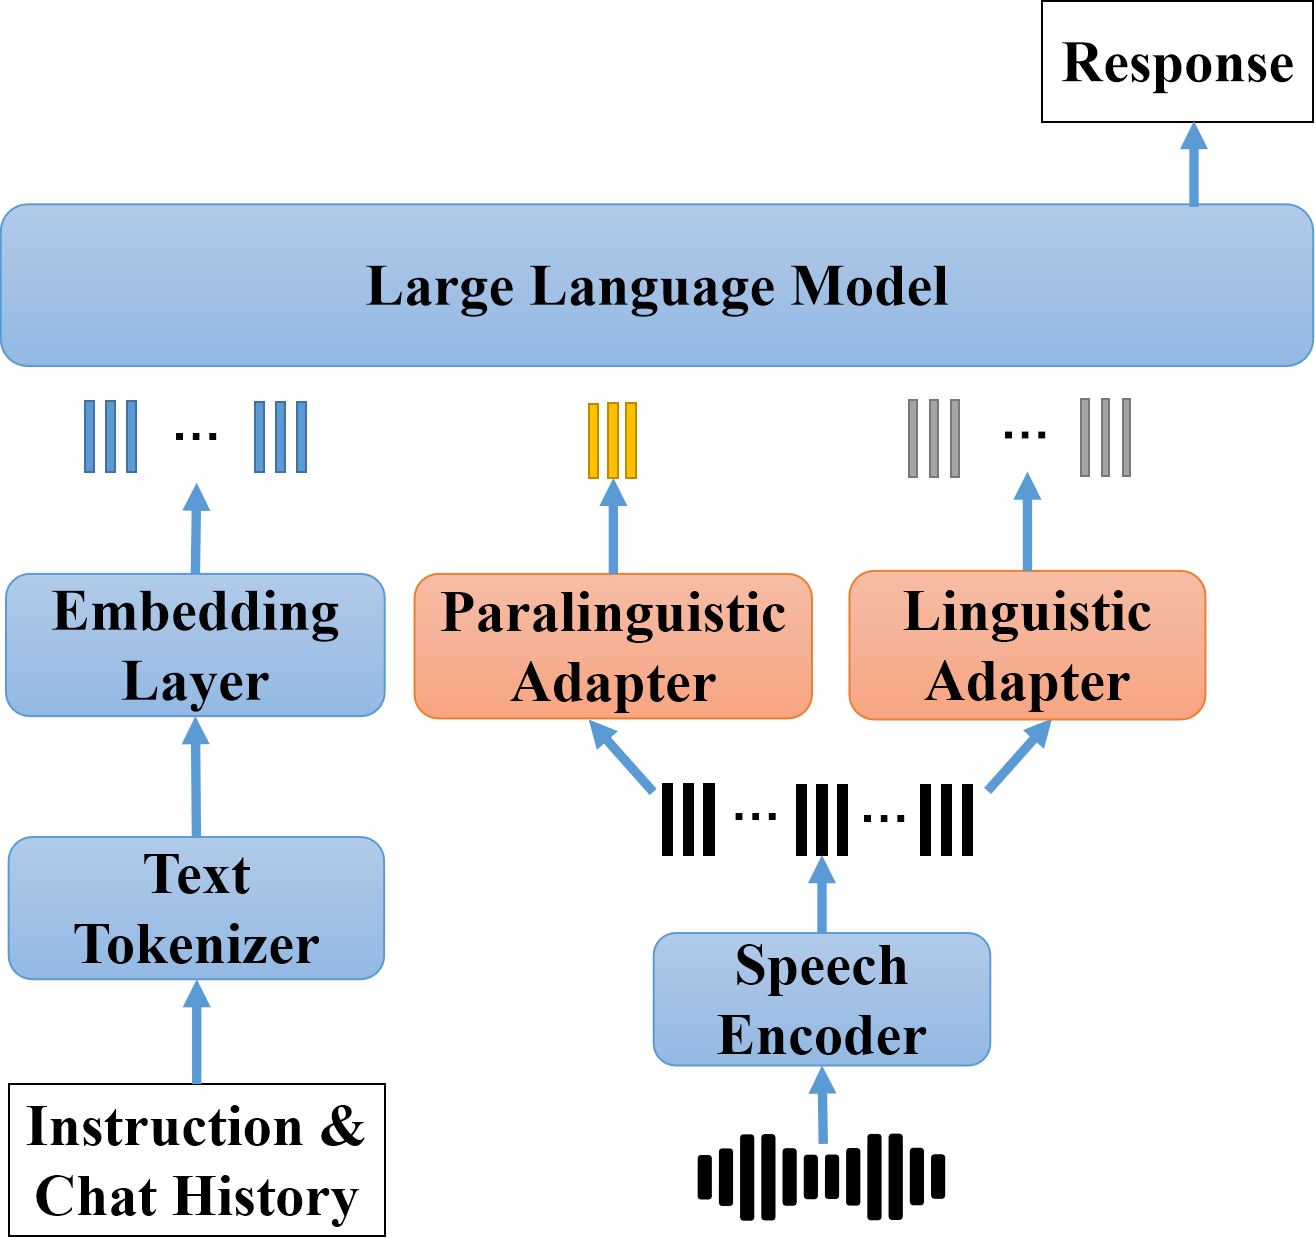 Response
Large Language Model
...
...
Embedding
Layer
Paralinguistic
Adapter
Linguistic
Adapter
...
...
Text
Tokenizer
Speech
Encoder
Instruction &
Chat History